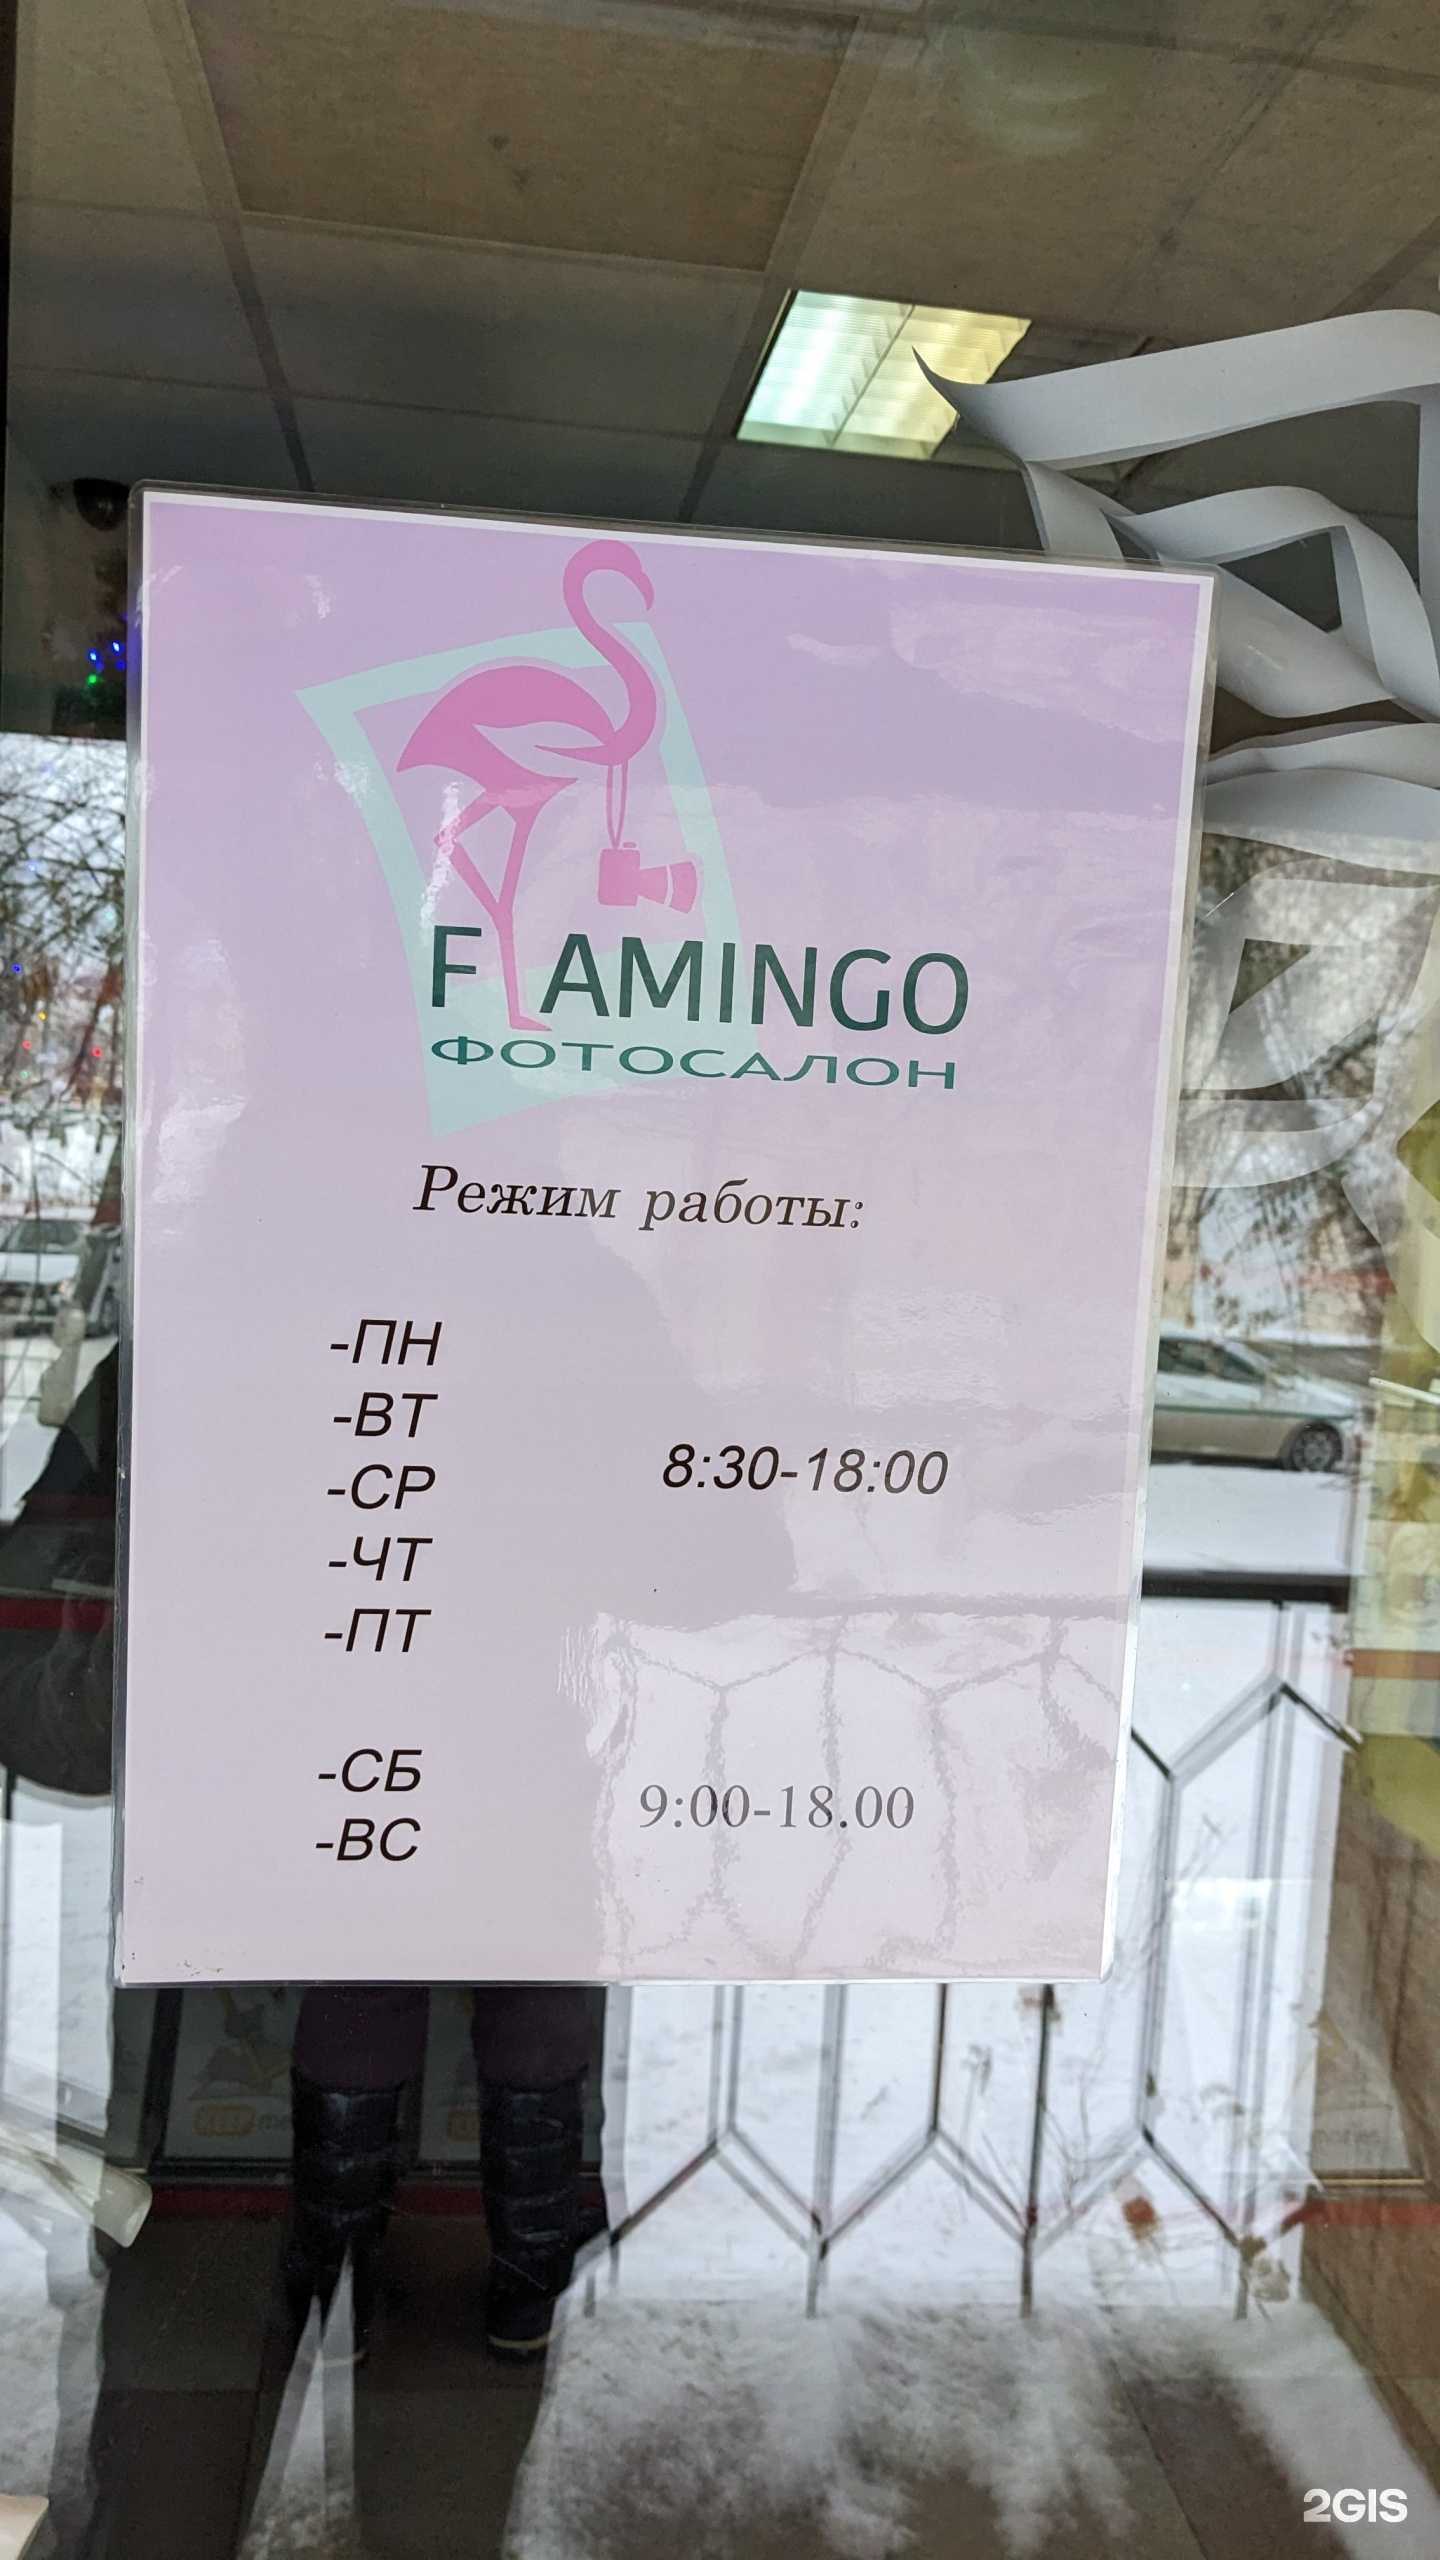 FLAMINGO
ФОТОСАЛОН
Режим работы:
-ПН
-ВТ
-СР
-ЧТ
-ПТ
8:30-18:00
-СБ
-ВС
9:00-18.00
2GIS